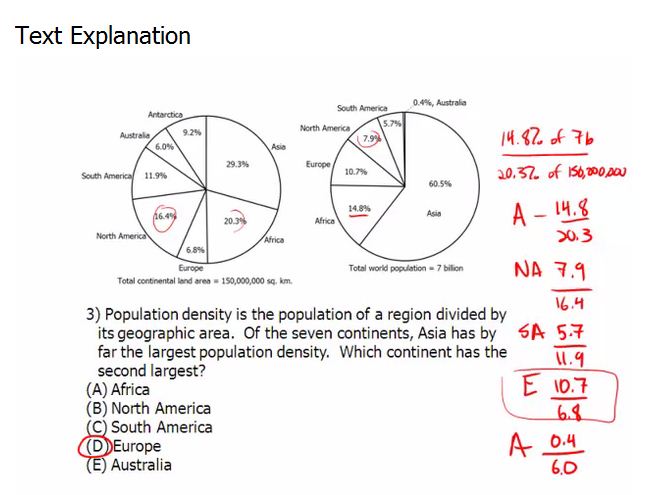 Text Explanation
Antarctica
9.2%
Australia
6.0%
Asia
29.3%
South America
11.9%
16.4%
20.3%
North America
Africa
6.8%
Europe
Total continental land area = 150,000,000 sq. km.
0.4%, Australia
South America
5.7%
North America
7.9%
Europe
10.7%
60.5%
14.8%
Asia
Africa
Total world population = 7 billion
3) Population density is the population of a region divided by
its geographic area. Of the seven continents, Asia has by
far the largest population density. Which continent has the
second largest?
(A) Africa
(B) North America
(C) South America
(D) Europe
(E) Australia
14.8% of 7b
20.3% of 150,000,000
A - 14.8
20.3
NA 7.9
16.4
SA 5.7
11.9
E 10.7
6.8
A 0.4
6.0